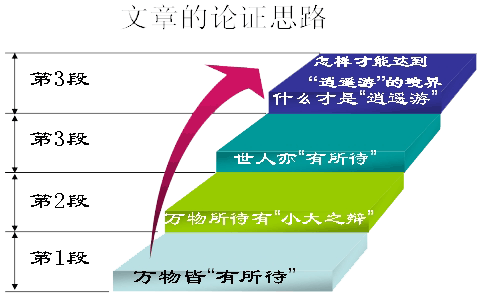 文章的论证思路
第3段
怎样才能达到
“逍遥游”的境界
什么才是“逍遥游”
第3段
世人亦“有所待”
第2段
万物所待有“小大之辩”
第1段
万物皆“有所待”